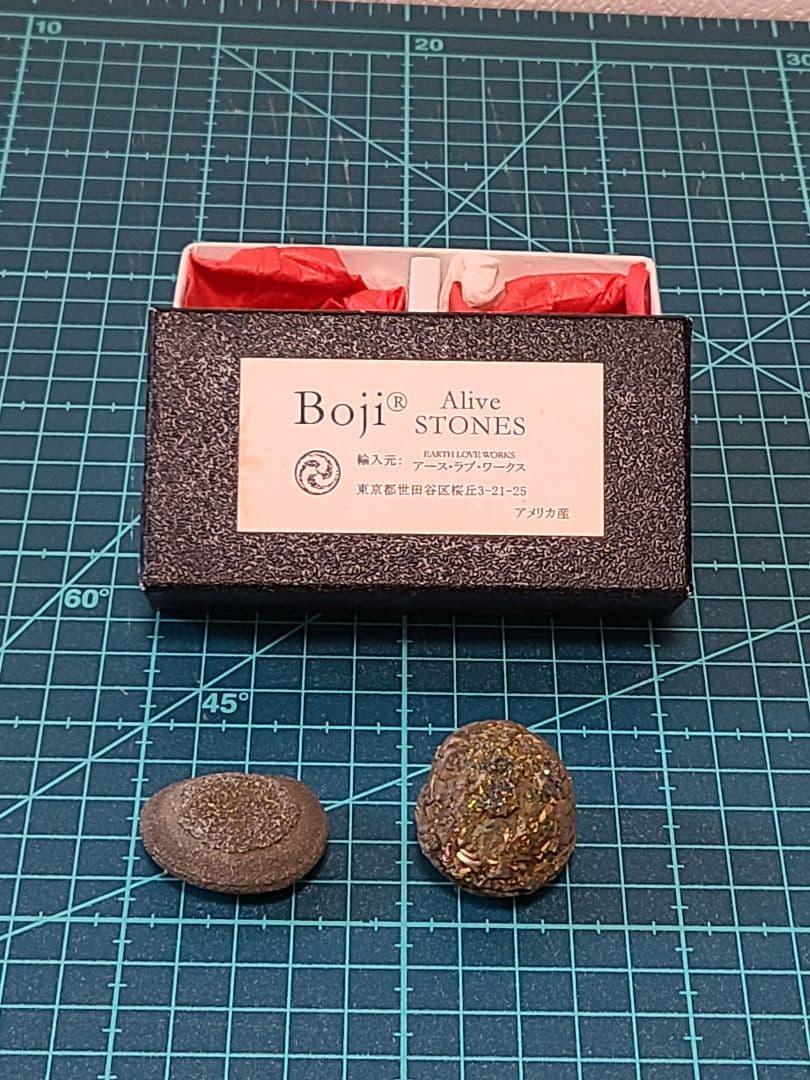 10
20
30
Boji® Alive STONES
輸入元: EARTH LOVE WORKS
アース・ラブ・ワークス
東京都世田谷区桜丘3-21-25
アメリカ産
60°
45°